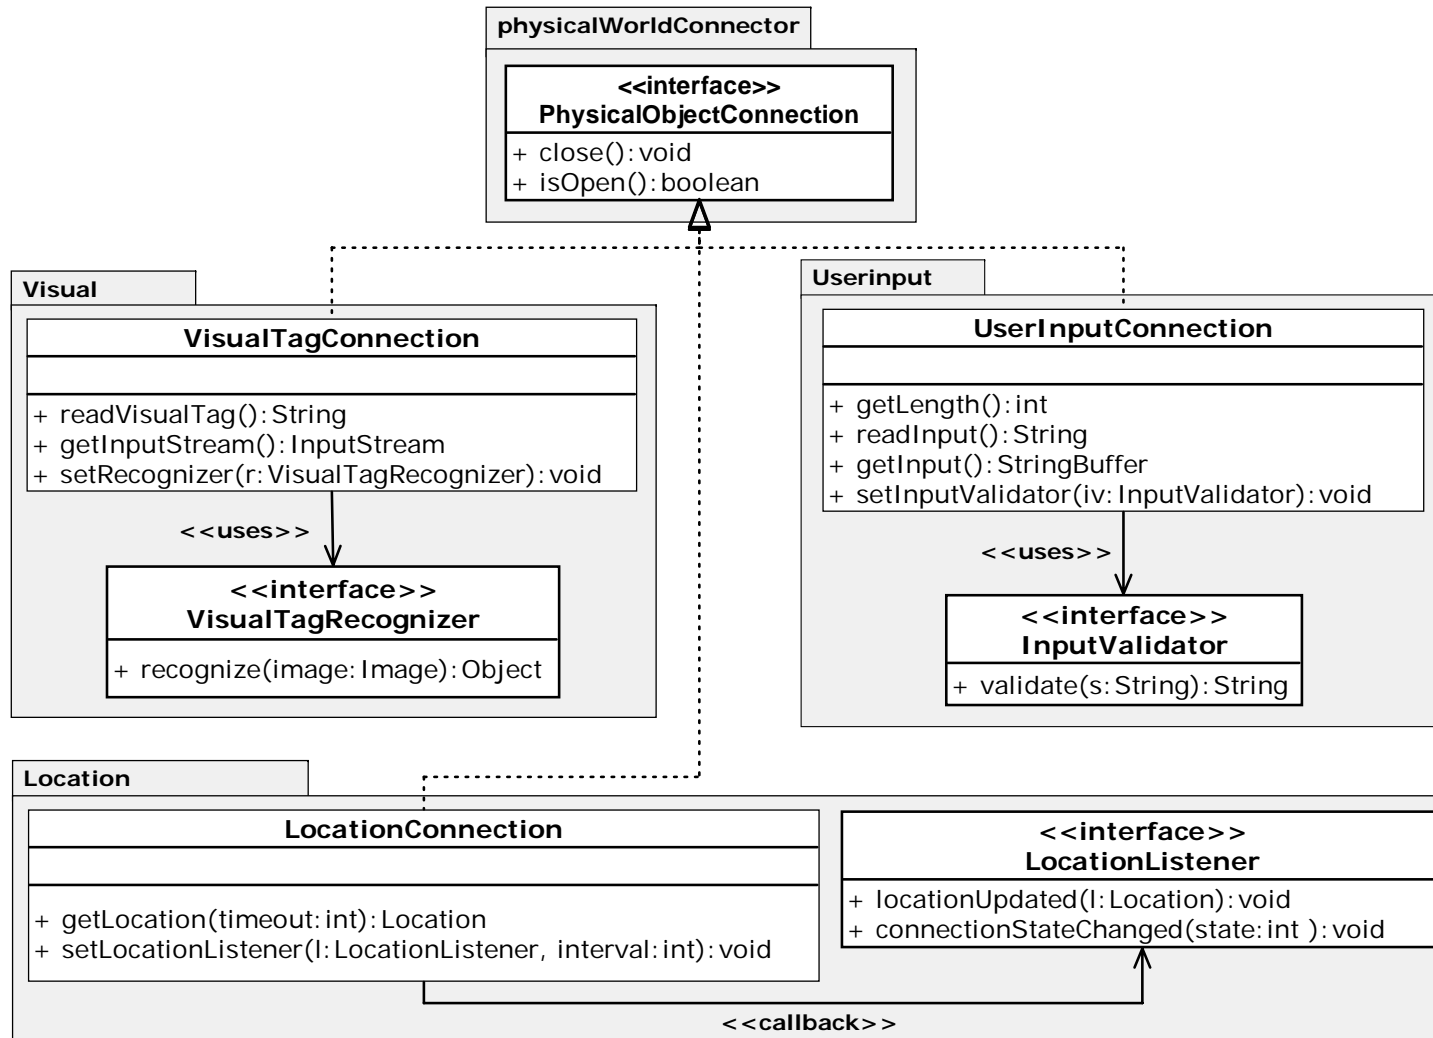 physicalWorldConnector
<<interface>>
PhysicalObjectConnection
+ close():void
+ isOpen():boolean
Visual
VisualTagConnection
+ readVisualTag():String
+ getInputStream():InputStream
+ setRecognizer(r:VisualTagRecognizer):void
<<uses>>
<<interface>>
VisualTagRecognizer
+ recognize(image:Image):Object
Userinput
UserInputConnection
+ getLength():int
+ readInput():String
+ getInput():StringBuffer
+ setInputValidator(iv:InputValidator):void
<<uses>>
<<interface>>
InputValidator
+ validate(s:String):String
Location
LocationConnection
+ getLocation(timeout:int):Location
+ setLocationListener(l:LocationListener, interval:int):void
<<interface>>
LocationListener
+ locationUpdated(l:Location):void
+ connectionStateChanged(state:int ):void
<<callback>>